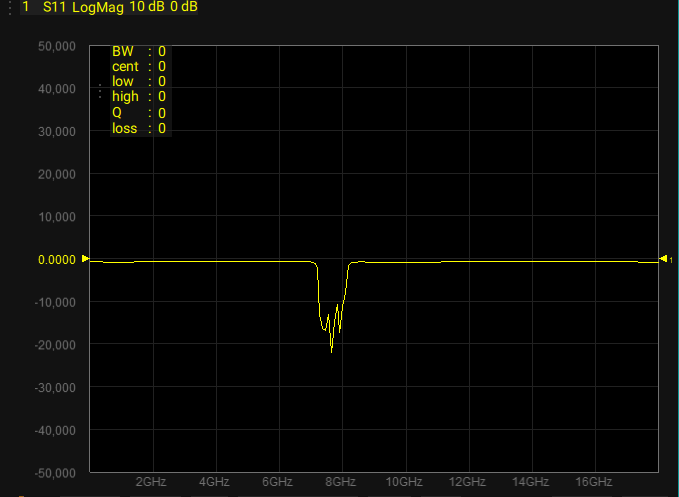 1 S11 LogMag 10 dB 0 dB
50,000
BW : 0
cent : 0
low : 0
40,000
high : 0
Q : 0
loss : 0
30,000
20,000
10,000
0.0000
1
-10,000
-20,000
-30,000
-40,000
-50,000
2GHz 4GHz 6GHz 8GHz 10GHz 12GHz 14GHz 16GHz